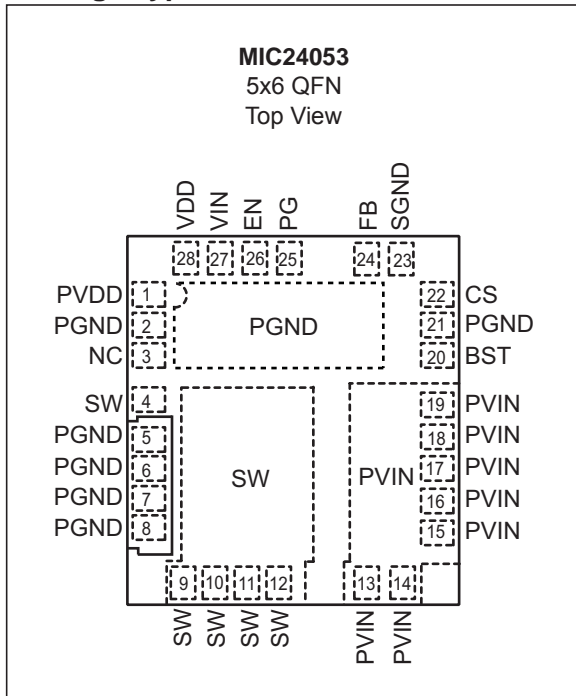 MIC24053
5x6 QFN
Top View
VDD VIN EN PG FB SGND
28 27 26 25 24 23
PVDD 1 22 CS
PGND 2 PGND 21 PGND
NC 3 20 BST
SW 4 19 PVIN
PGND 5 18 PVIN
PGND 6 SW PVIN 17 PVIN
PGND 7 16 PVIN
PGND 8 15 PVIN
9 10 11 12 13 14
SW SW SW SW PVIN PVIN